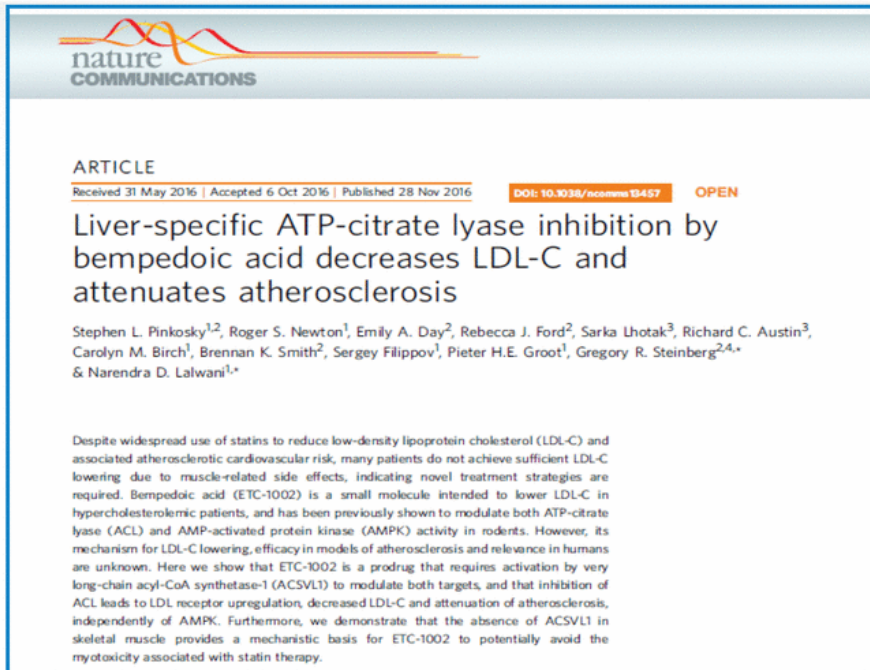 nature
COMMUNICATIONS
ARTICLE
Received 31 May 2016 | Accepted 6 Oct 2016 | Published 28 Nov 2016 DOI: 10.1038/ncomms13457 OPEN
Liver-specific ATP-citrate lyase inhibition by
bempedoic acid decreases LDL-C and
attenuates atherosclerosis
Stephen L. Pinkosky1,2, Roger S. Newton1, Emily A. Day2, Rebecca J. Ford2, Sarka Lhotak3, Richard C. Austin3,
Carolyn M. Birch1, Brennan K. Smith2, Sergey Filippov1, Pieter H.E. Groot1, Gregory R. Steinberg2,4,*
& Narendra D. Lalwani1,*
Despite widespread use of statins to reduce low-density lipoprotein cholesterol (LDL-C) and
associated atherosclerotic cardiovascular risk, many patients do not achieve sufficient LDL-C
lowering due to muscle-related side effects, indicating novel treatment strategies are
required. Bempedoic acid (ETC-1002) is a small molecule intended to lower LDL-C in
hypercholesterolemic patients, and has been previously shown to modulate both ATP-citrate
lyase (ACL) and AMP-activated protein kinase (AMPK) activity in rodents. However, its
mechanism for LDL-C lowering, efficacy in models of atherosclerosis and relevance in humans
are unknown. Here we show that ETC-1002 is a prodrug that requires activation by very
long-chain acyl-CoA synthetase-1 (ACSVL1) to modulate both targets, and that inhibition of
ACL leads to LDL receptor upregulation, decreased LDL-C and attenuation of atherosclerosis,
independently of AMPK. Furthermore, we demonstrate that the absence of ACSVL1 in
skeletal muscle provides a mechanistic basis for ETC-1002 to potentially avoid the
myotoxicity associated with statin therapy.